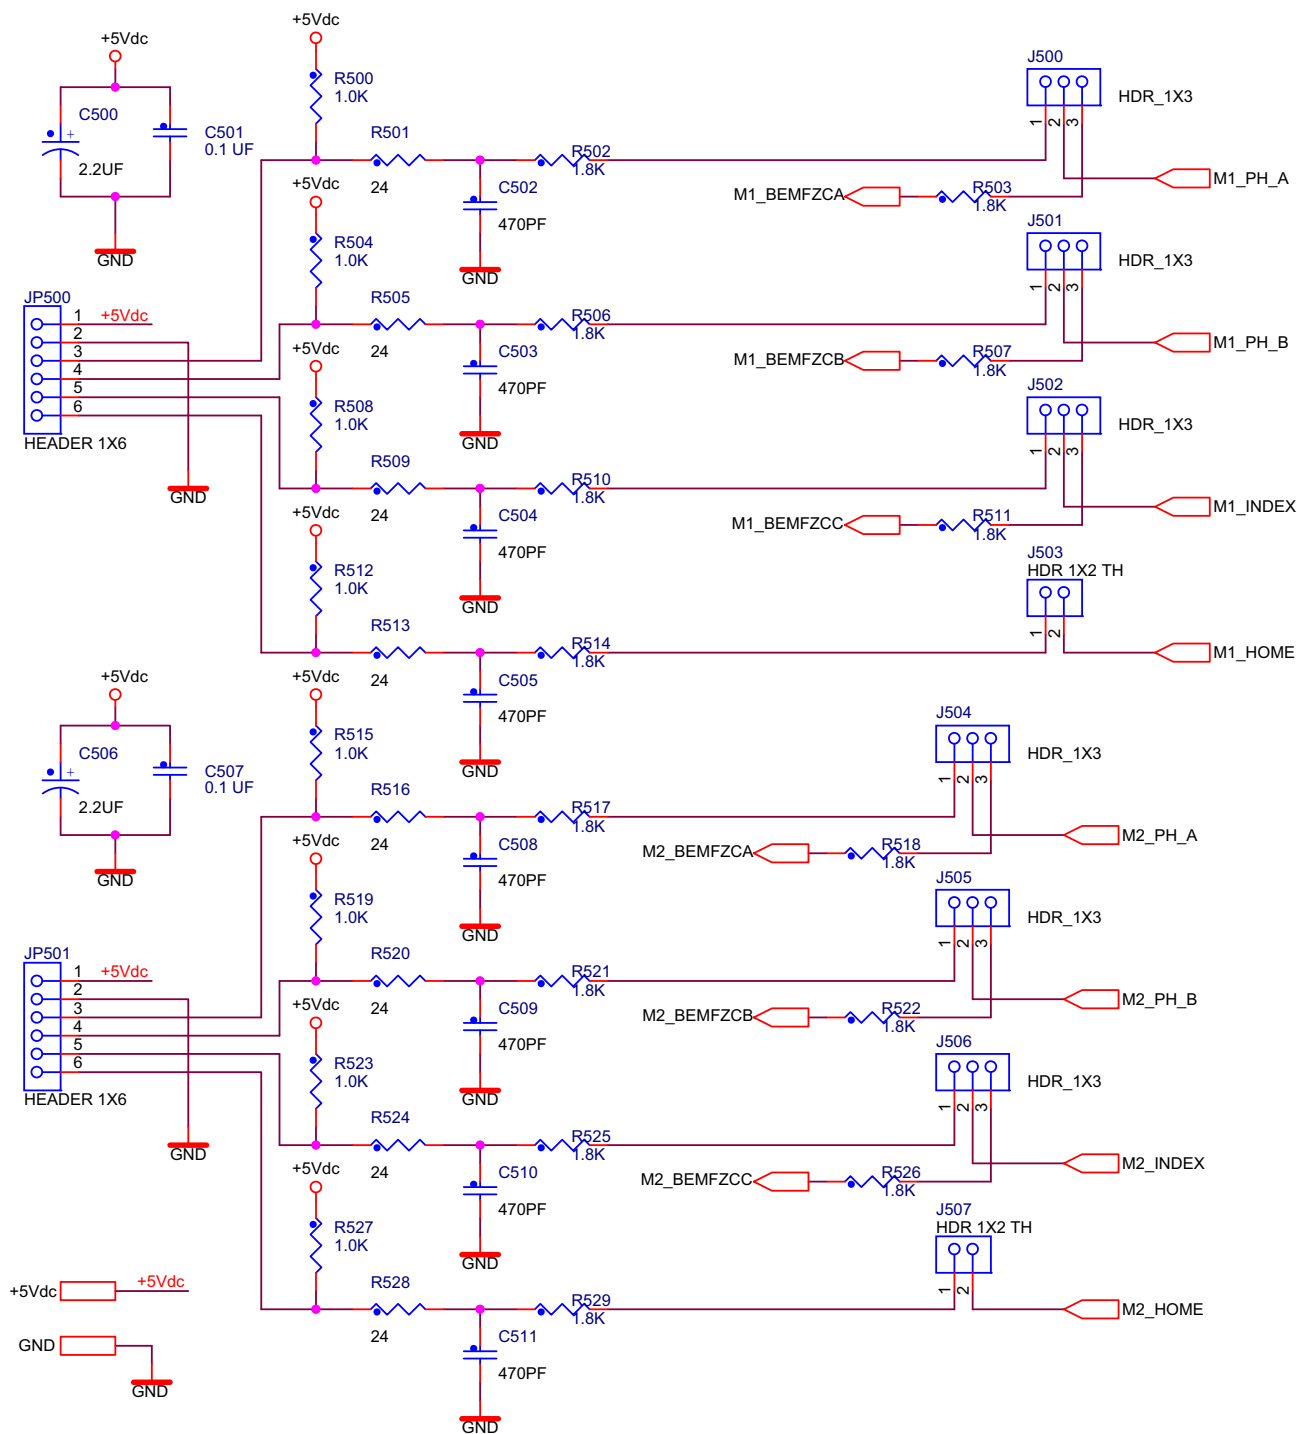 +5Vdc
C500
2.2UF
C501
0.1 UF
GND
+5Vdc
R500
1.0K
R501
24
C502
470PF
GND
R502
1.8K
J500
HDR_1X3
1
2
3
M1_PH_A
M1_BEMFZCA
R503
1.8K
+5Vdc
R504
1.0K
R505
24
C503
470PF
GND
R506
1.8K
J501
HDR_1X3
1
2
3
M1_PH_B
M1_BEMFZCB
R507
1.8K
JP500
1
2
3
4
5
6
+5Vdc
HEADER 1X6
GND
+5Vdc
R508
1.0K
R509
24
C504
470PF
GND
R510
1.8K
J502
HDR_1X3
1
2
3
M1_INDEX
M1_BEMFZCC
R511
1.8K
+5Vdc
R512
1.0K
R513
24
C505
470PF
GND
R514
1.8K
J503
HDR 1X2 TH
1
2
M1_HOME
+5Vdc
C506
2.2UF
C507
0.1 UF
GND
+5Vdc
R515
1.0K
R516
24
C508
470PF
GND
R517
1.8K
J504
HDR_1X3
1
2
3
M2_PH_A
M2_BEMFZCA
R518
1.8K
+5Vdc
R519
1.0K
R520
24
C509
470PF
GND
R521
1.8K
J505
HDR_1X3
1
2
3
M2_PH_B
M2_BEMFZCB
R522
1.8K
JP501
1
2
3
4
5
6
+5Vdc
HEADER 1X6
GND
+5Vdc
R523
1.0K
R524
24
C510
470PF
GND
R525
1.8K
J506
HDR_1X3
1
2
3
M2_INDEX
M2_BEMFZCC
R526
1.8K
+5Vdc
R527
1.0K
R528
24
C511
470PF
GND
R529
1.8K
J507
HDR 1X2 TH
1
2
M2_HOME
+5Vdc
+5Vdc
GND
GND